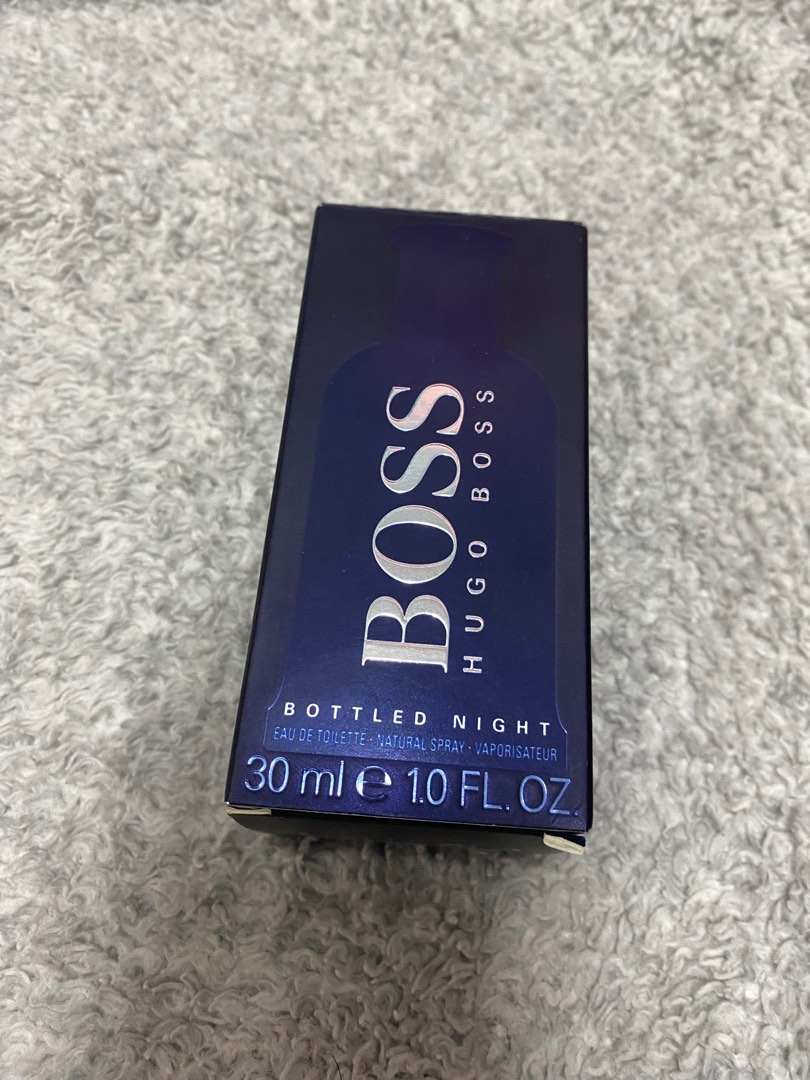 BOSS
HUGO BOSS
BOTTLED NIGHT
EAU DE TOILETTE · NATURAL SPRAY · VAPORISATEUR
30 ml ℮ 1.0 FL. OZ.